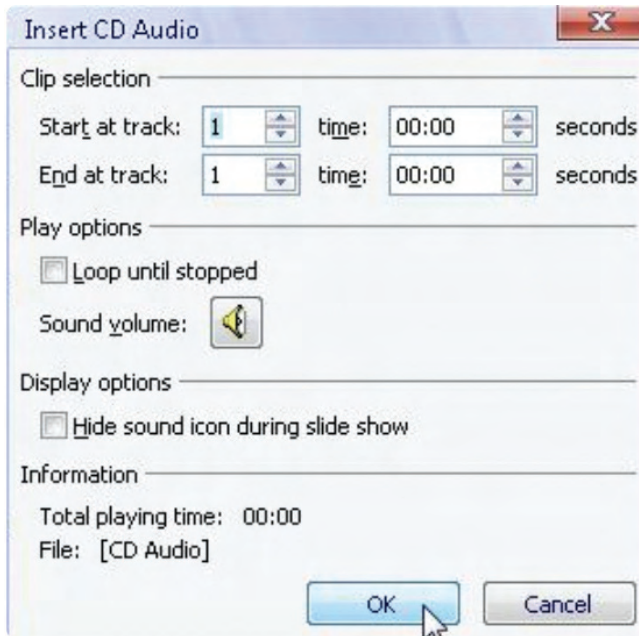 Insert CD Audio
Clip selection
Start at track: 1 time: 00:00 seconds
End at track: 1 time: 00:00 seconds
Play options
Loop until stopped
Sound volume:
Display options
Hide sound icon during slide show
Information
Total playing time: 00:00
File: [CD Audio]
OK Cancel